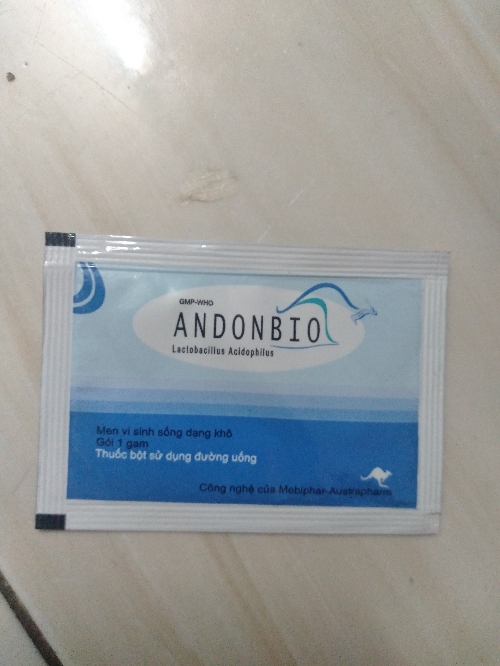 GMP-WHO
ANDONBIO
Lactobacillus Acidophilus
Men vi sinh sống dạng khô
Gói 1 gam
Thuốc bột sử dụng đường uống
Công nghệ của Mebiphar-Austrapharm